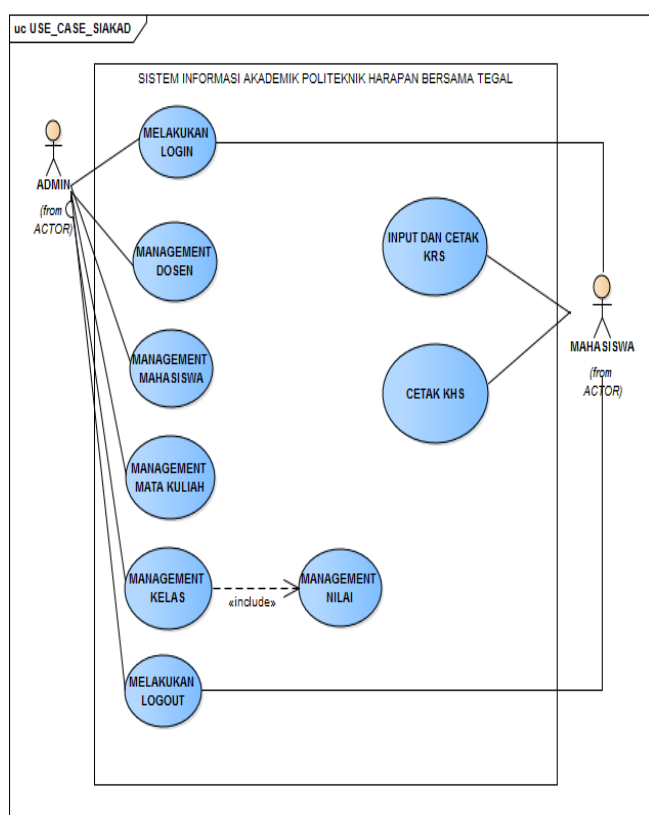 uc USE_CASE_SIAKAD
SISTEM INFORMASI AKADEMIK POLITEKNIK HARAPAN BERSAMA TEGAL
MELAKUKAN
LOGIN
ADMIN
(from
ACTOR)
MANAGEMENT
DOSEN
INPUT DAN CETAK
KRS
MANAGEMENT
MAHASISWA
MAHASISWA
(from
ACTOR)
CETAK KHS
MANAGEMENT
MATA KULIAH
MANAGEMENT
KELAS
«include»
MANAGEMENT
NILAI
MELAKUKAN
LOGOUT